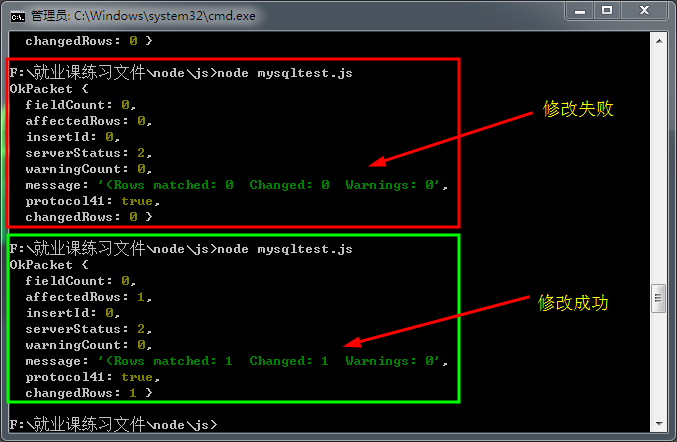 管理员: C:\Windows\system32\cmd.exe
  changedRows: 0 }
F:\就业课练习文件\node\js>node mysqltest.js
OkPacket {
  fieldCount: 0,
  affectedRows: 0,
  insertId: 0,
  serverStatus: 2,
  warningCount: 0,
  message: '(Rows matched: 0  Changed: 0  Warnings: 0',
  protocol41: true,
  changedRows: 0 }
修改失败
F:\就业课练习文件\node\js>node mysqltest.js
OkPacket {
  fieldCount: 0,
  affectedRows: 1,
  insertId: 0,
  serverStatus: 2,
  warningCount: 0,
  message: '(Rows matched: 1  Changed: 1  Warnings: 0',
  protocol41: true,
  changedRows: 1 }
修改成功
F:\就业课练习文件\node\js>